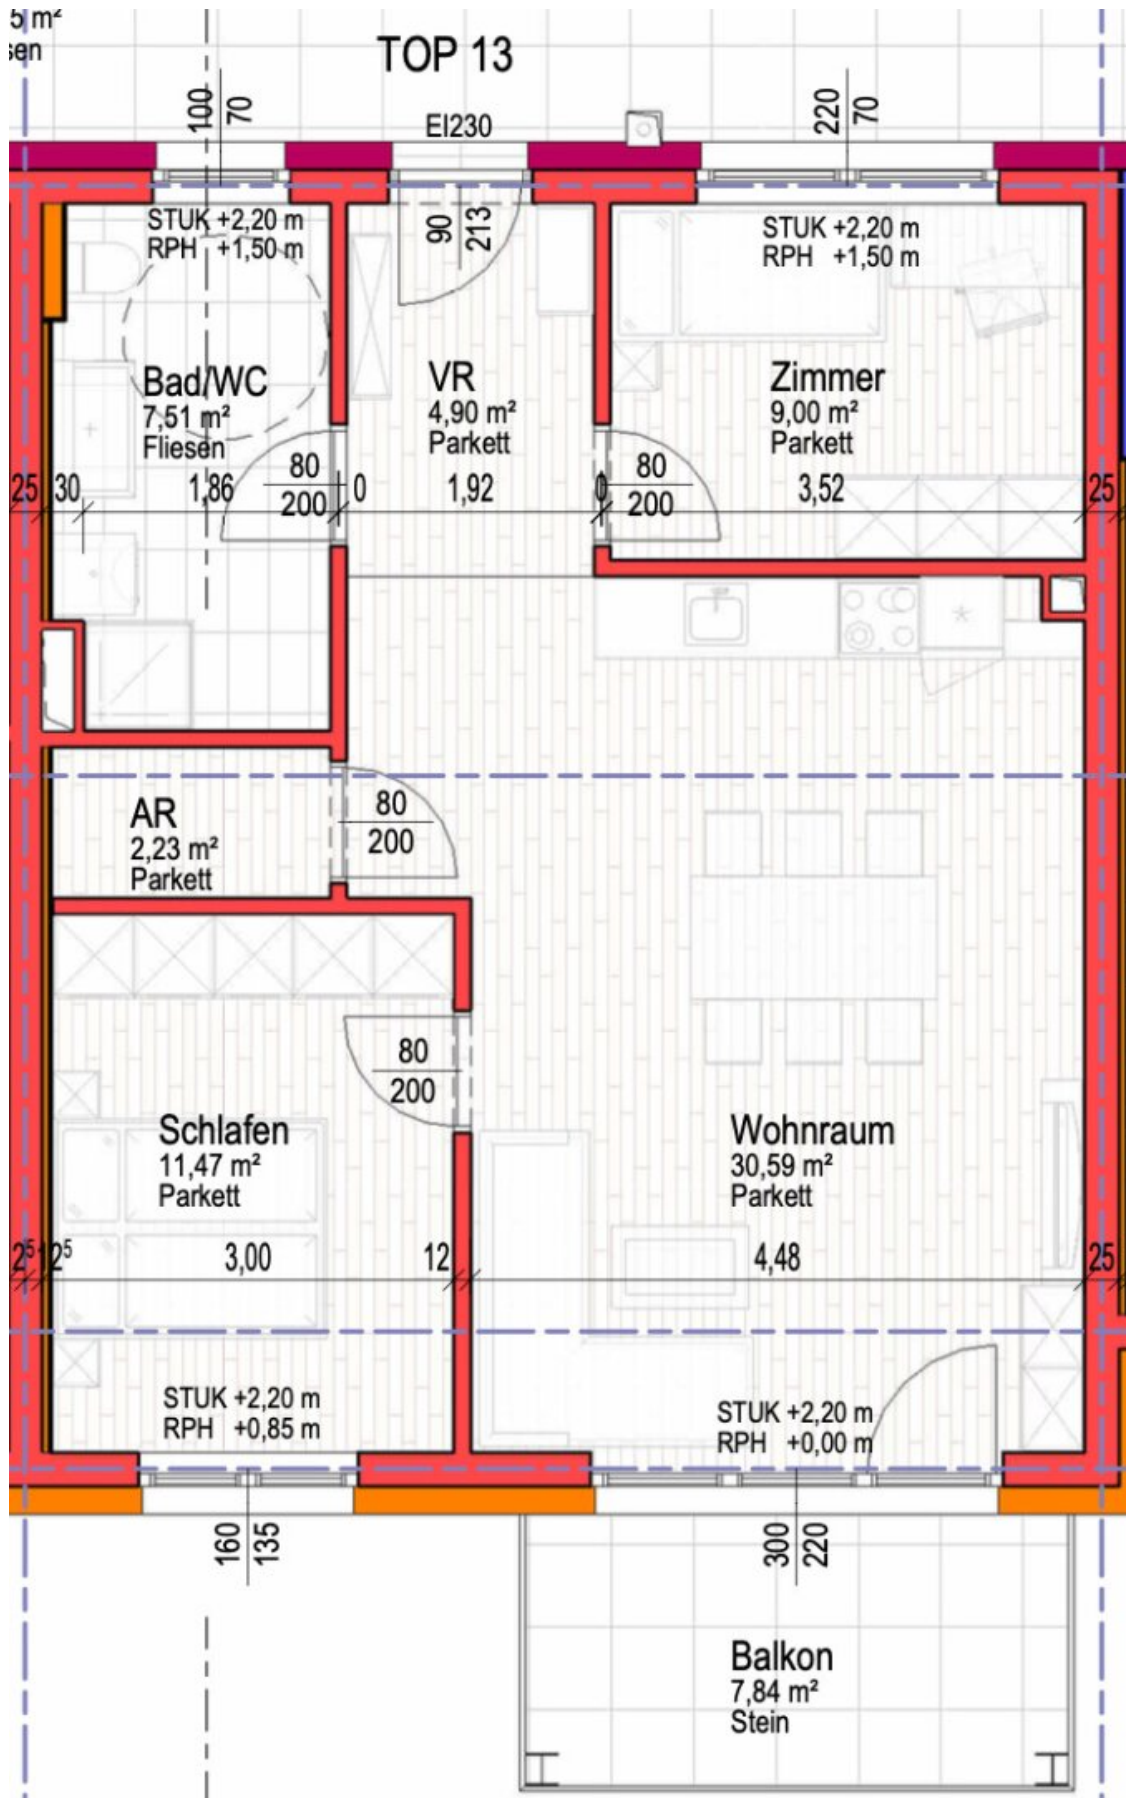 5 m²
sen
TOP 13
100
70
EI230
220
70
STUK +2,20 m
RPH +1,50 m
90
213
STUK +2,20 m
RPH +1,50 m
Bad/WC
7,51 m²
Fliesen
VR
4,90 m²
Parkett
Zimmer
9,00 m²
Parkett
80
200
80
200
25
30
1,86
0
1,92
0
3,52
25
AR
2,23 m²
Parkett
80
200
80
200
Schlafen
11,47 m²
Parkett
Wohnraum
30,59 m²
Parkett
2⁵
12⁵
3,00
12
4,48
25
STUK +2,20 m
RPH +0,85 m
STUK +2,20 m
RPH +0,00 m
160
135
300
220
Balkon
7,84 m²
Stein